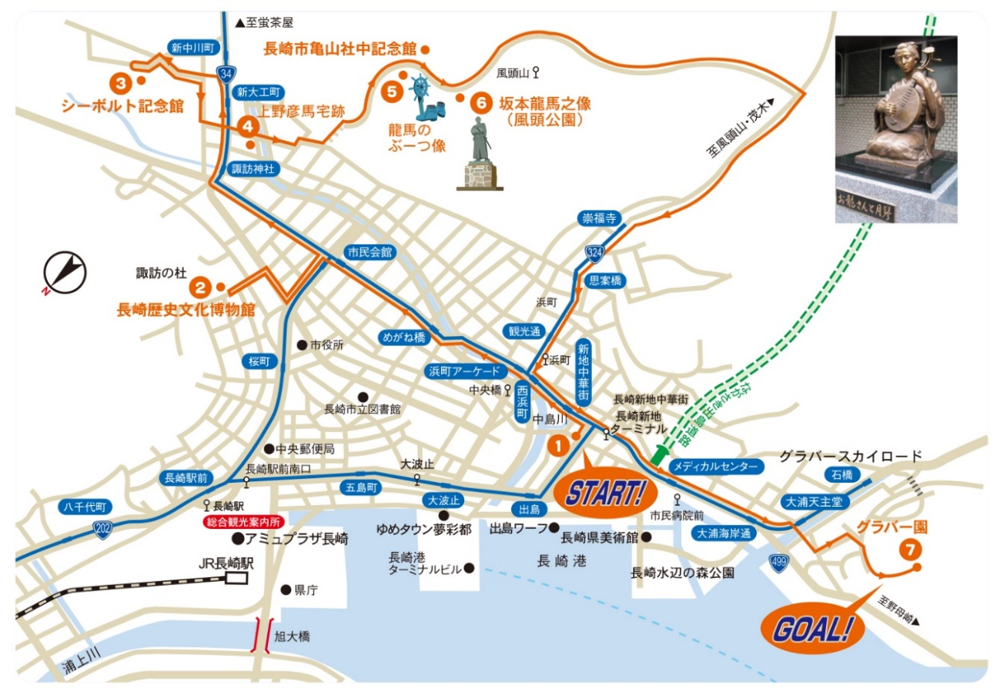 ▲至蛍茶屋
新中川町
34
長崎市亀山社中記念館
風頭山
3
シーボルト記念館
新大工町
4
上野彦馬宅跡
5
龍馬の
ぶーつ像
6
坂本龍馬之像
(風頭公園)
至風頭山・茂木▶
お龍さんと月琴
諏訪神社
崇福寺
324
市民会館
思案橋
諏訪の杜
2
長崎歴史文化博物館
N
浜町
観光通
市役所
めがね橋
浜町
新地中華街
桜町
浜町アーケード
中央橋
西浜町
長崎市立図書館
中島川
長崎新地中華街
長崎新地
ターミナル
ながさき出島道路
1
START!
中央郵便局
長崎駅前南口
大波止
長崎駅前
五島町
大波止
出島
メディカルセンター
グラバースカイロード
石橋
大浦天主堂
市民病院前
大浦海岸通
八千代町
202
長崎駅
総合観光案内所
アミュプラザ長崎
ゆめタウン夢彩都
出島ワーフ
長崎県美術館
グラバー園
7
JR長崎駅
長崎港
ターミナルビル
長崎港
長崎水辺の森公園
499
県庁
至野母崎▶
GOAL!
旭大橋
浦上川